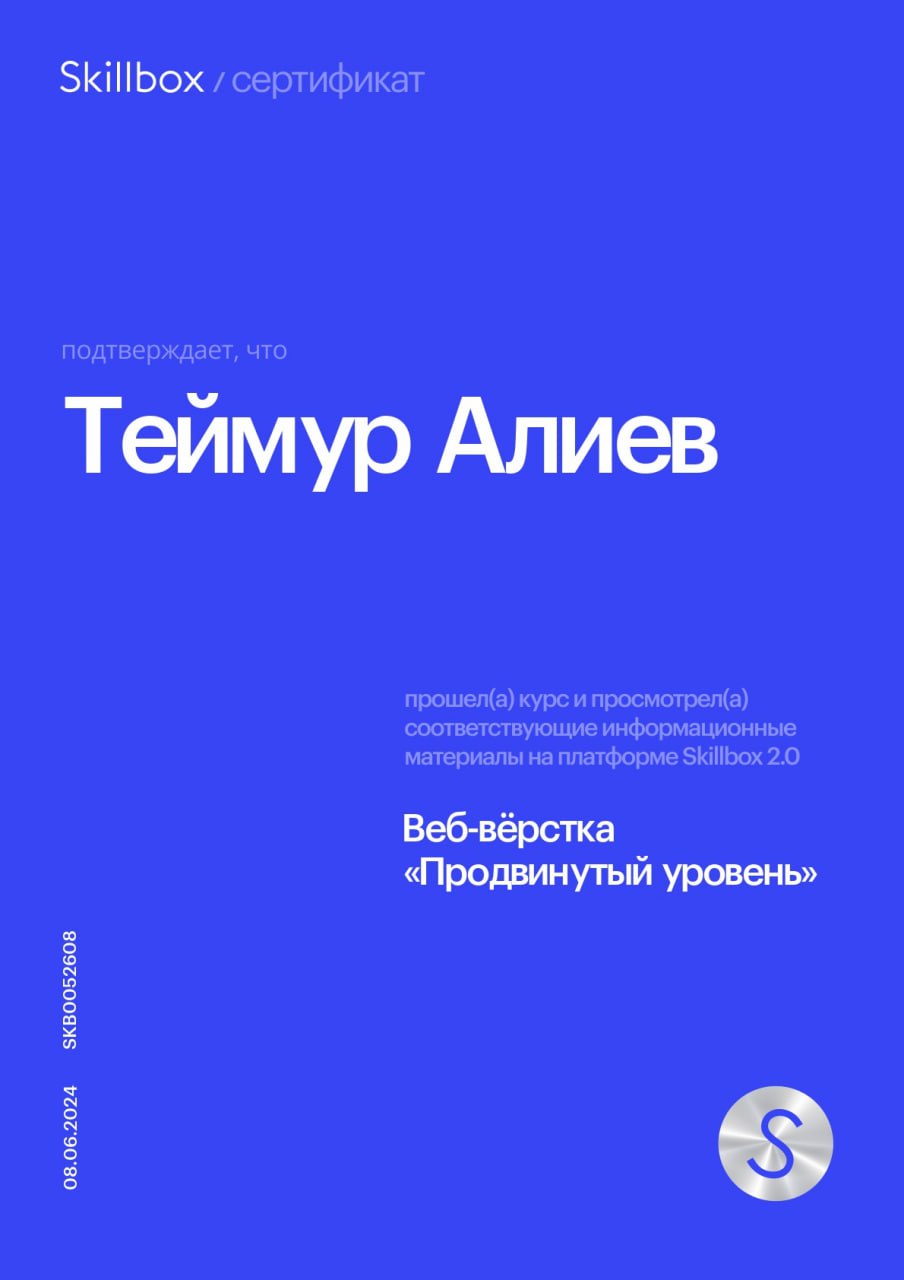 Skillbox / сертификат
подтверждает, что
Теймур Алиев
прошел(а) курс и просмотрел(а)
соответствующие информационные
материалы на платформе Skillbox 2.0
Веб-вёрстка
«Продвинутый уровень»
SKB0052608
08.06.2024
S